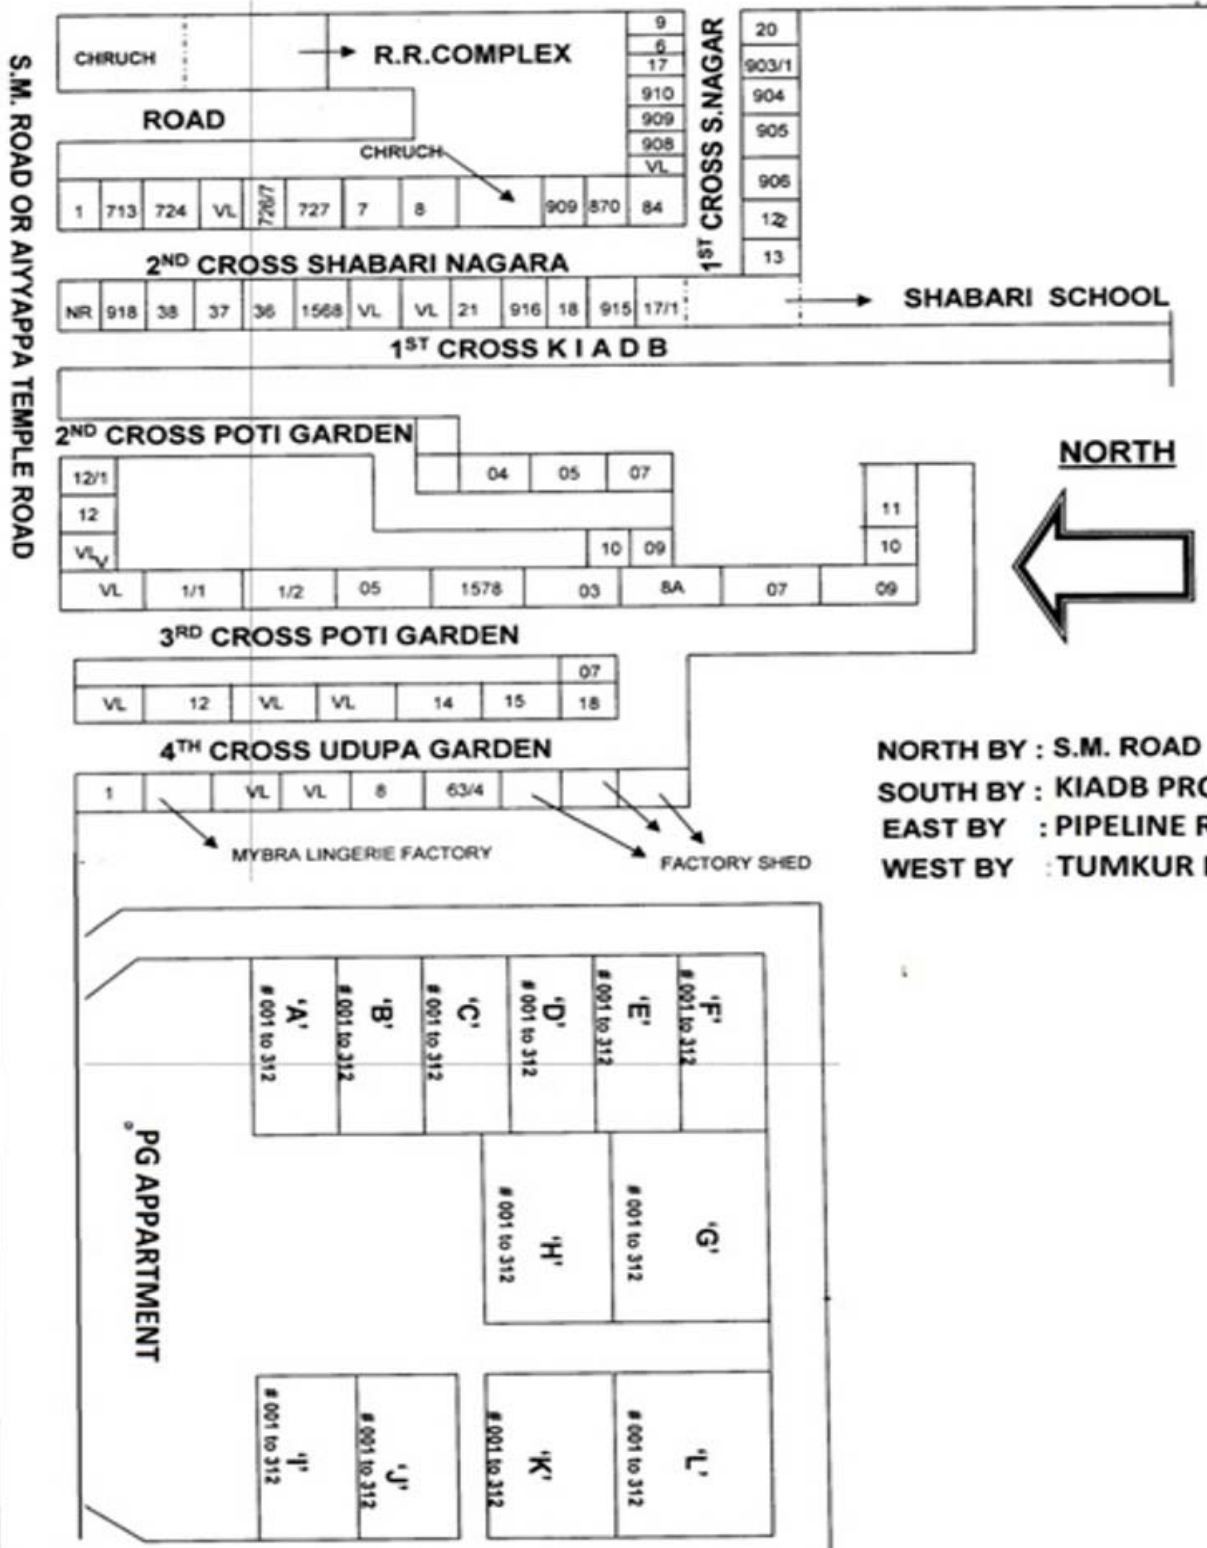 S.M. ROAD OR AIYYAPPA TEMPLE ROAD
CHRUCH
R.R.COMPLEX
ROAD
CHRUCH
9
6
17
910
909
908
VL
1ST CROSS S.NAGAR
20
903/1
904
905
906
122
13
1 713 724 VL 726/7 727 7 8 909 870 84
2ND CROSS SHABARI NAGARA
NR 918 38 37 36 1568 VL VL 21 916 18 915 17/1
SHABARI SCHOOL
1ST CROSS K I A D B
2ND CROSS POTI GARDEN
12/1
12
VL
04 05 07
10 09
11
10
NORTH
VL 1/1 1/2 05 1578 03 8A 07 09
3RD CROSS POTI GARDEN
07
VL 12 VL VL 14 15 18
4TH CROSS UDUPA GARDEN
1 VL VL 8 63/4
MYBRA LINGERIE FACTORY
FACTORY SHED
NORTH BY : S.M. ROAD
SOUTH BY : KIADB PRO
EAST BY : PIPELINE R
WEST BY : TUMKUR
'A'
# 001 to 312
'B'
# 001 to 312
'C'
# 001 to 312
'D'
# 001 to 312
'E'
# 001 to 312
'F'
# 001 to 312
PG APPARTMENT
'H'
# 001 to 312
'G'
# 001 to 312
'I'
# 001 to 312
'J'
# 001 to 312
'K'
# 001 to 312
'L'
# 001 to 312